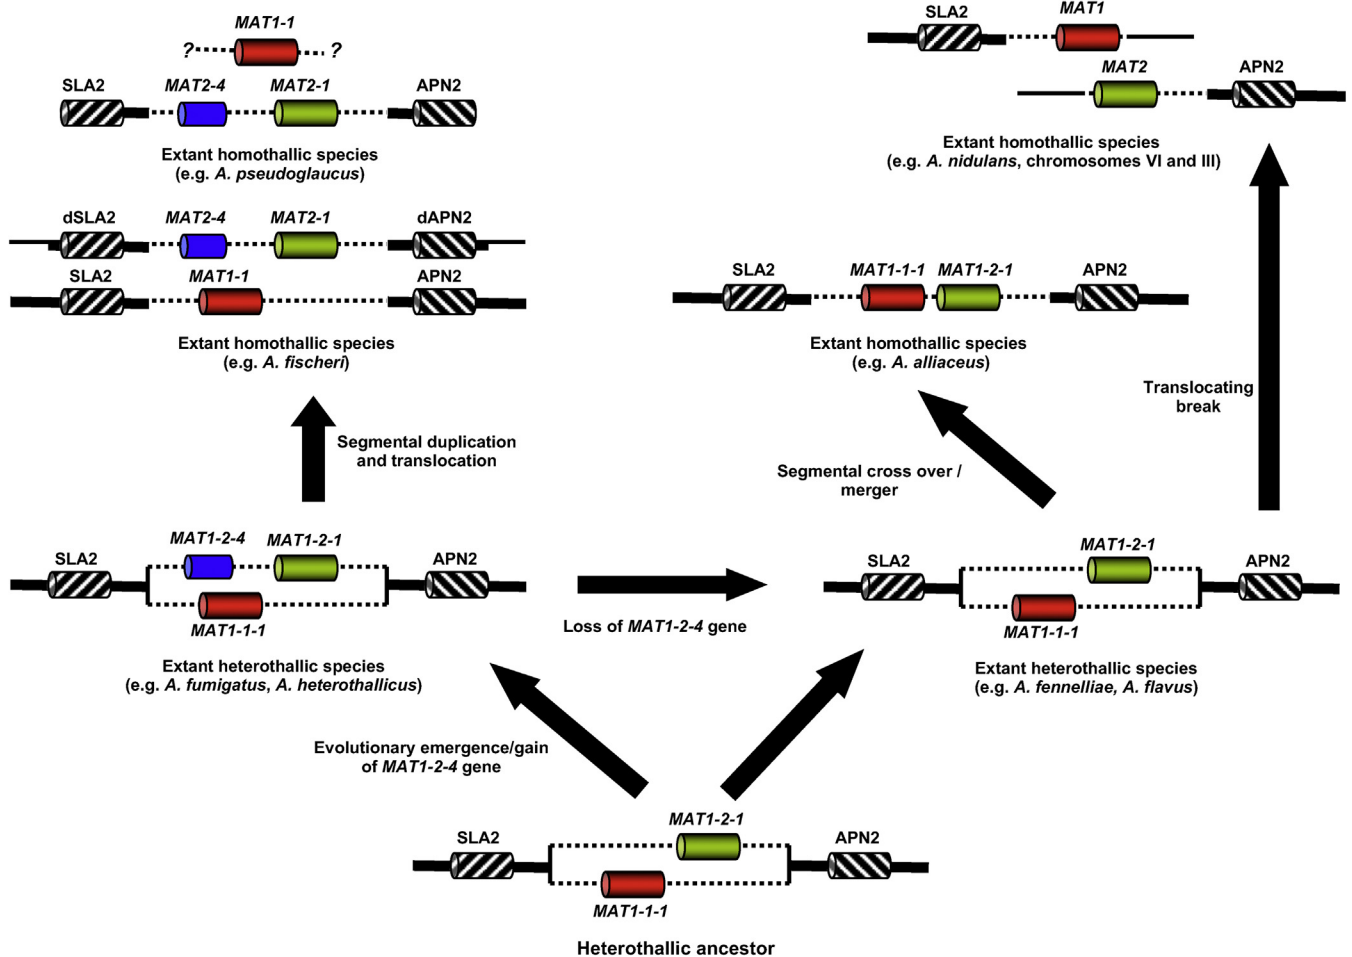 MAT1-1
? ?
SLA2 MAT2-4 MAT2-1 APN2
Extant homothallic species
(e.g. A. pseudoglaucus)
dSLA2 MAT2-4 MAT2-1 dAPN2
SLA2 MAT1-1 APN2
Extant homothallic species
(e.g. A. fischeri)
Segmental duplication
and translocation
SLA2 MAT1
MAT2 APN2
Extant homothallic species
(e.g. A. nidulans, chromosomes VI and III)
SLA2 MAT1-1-1 MAT1-2-1 APN2
Extant homothallic species
(e.g. A. alliaceus)
Translocating
break
Segmental cross over /
merger
SLA2 MAT1-2-4 MAT1-2-1 APN2
MAT1-1-1
Extant heterothallic species
(e.g. A. fumigatus, A. heterothallicus)
Loss of MAT1-2-4 gene
SLA2 MAT1-2-1 APN2
MAT1-1-1
Extant heterothallic species
(e.g. A. fennelliae, A. flavus)
Evolutionary emergence/gain
of MAT1-2-4 gene
SLA2 MAT1-2-1 APN2
MAT1-1-1
Heterothallic ancestor